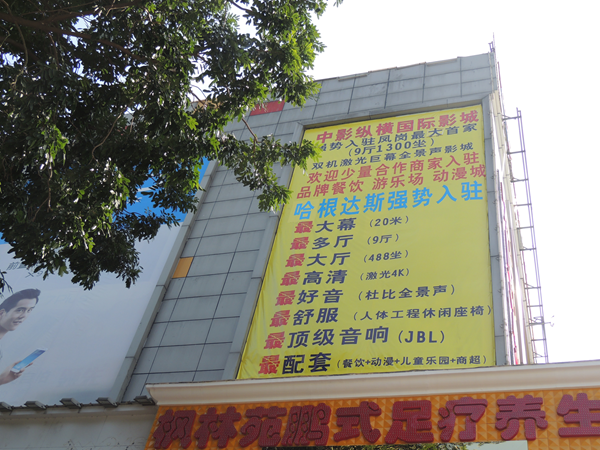 中影纵横国际影城
势入驻凤岗最大首家
(9厅1300坐)
双机激光巨幕全景声影城
欢迎少量合作商家入驻
品牌餐饮 游乐场 动漫城
哈根达斯强势入驻
最大幕 (20米)
最多厅 (9厅)
最大厅 (488坐)
最高清 (激光4K)
最好音 (杜比全景声)
最舒服 (人体工程休闲座椅)
最顶级音响 (JBL)
最配套 (餐饮+动漫+儿童乐园+商超)
枫林苑鹏式足疗养生